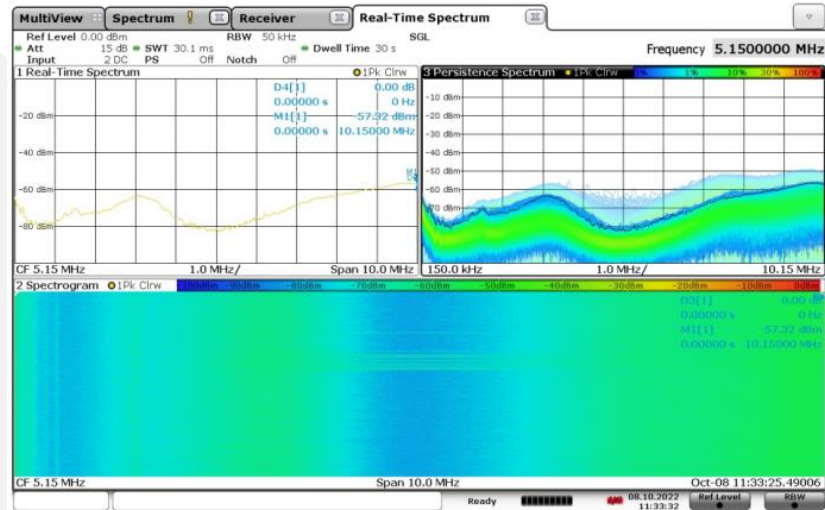 MultiView Spectrum Receiver Real-Time Spectrum
Ref Level 0.00 dBm RBW 50 kHz SGL
Att 15 dB SWT 30.1 ms Dwell Time 30 s Frequency 5.1500000 MHz
Input 2 DC PS Off Notch Off
1 Real-Time Spectrum 1Pk Clrw
D4[1] 0.00 dB
0.00000 s 0 Hz
M1[1] -57.32 dBm
0.00000 s 10.15000 MHz
-20 dBm
-40 dBm
-60 dBm
-80 dBm
M1
CF 5.15 MHz 1.0 MHz/ Span 10.0 MHz
3 Persistence Spectrum 1Pk Clrw 1% 10% 30% 100%
-10 dBm
-20 dBm
-30 dBm
-40 dBm
-50 dBm
-60 dBm
-70 dBm
150.0 kHz 1.0 MHz/ 10.15 MHz
2 Spectrogram 1Pk Clrw -100dBm -90dBm -80dBm -70dBm -60dBm -50dBm -40dBm -30dBm -20dBm -10dBm 0dBm
D3[1] 0.00 dB
0.00000 s 0 Hz
M1[1] -57.32 dBm
0.00000 s 10.15000 MHz
CF 5.15 MHz Span 10.0 MHz Oct-08 11:33:25.49006
Ready 08.10.2022 Ref Level RBW
11:33:32